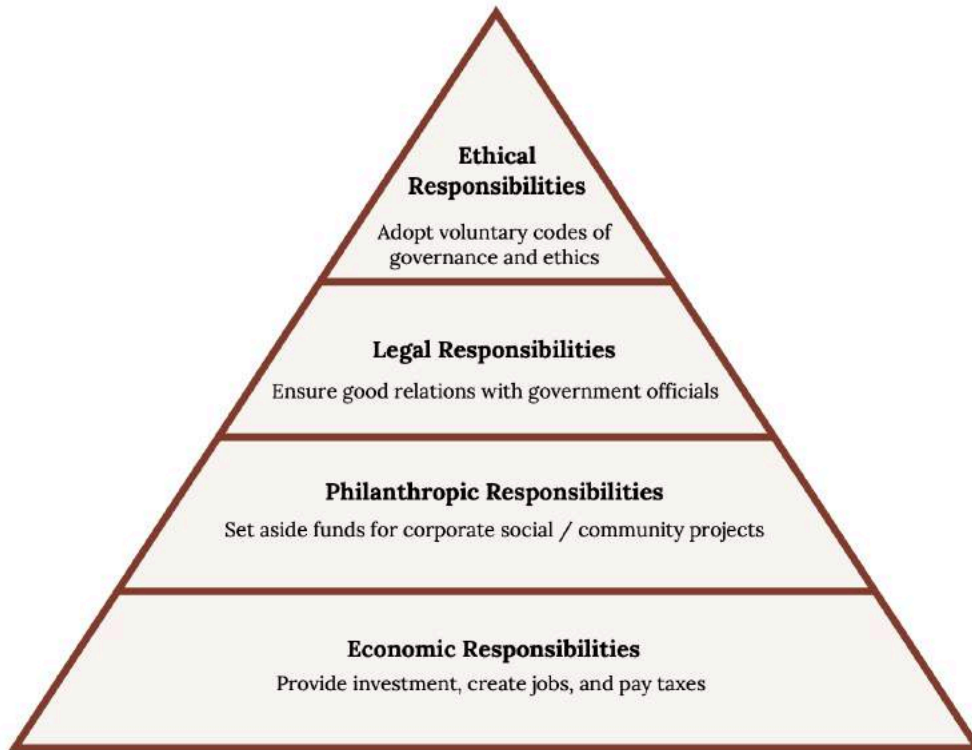 Ethical
Responsibilities
Adopt voluntary codes of
governance and ethics
Legal Responsibilities
Ensure good relations with government officials
Philanthropic Responsibilities
Set aside funds for corporate social / community projects
Economic Responsibilities
Provide investment, create jobs, and pay taxes